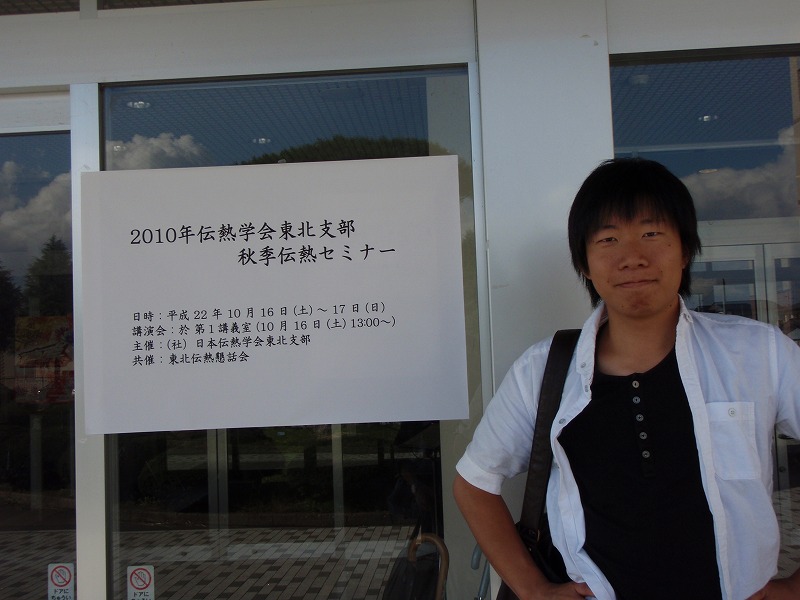 2010年伝熱学会東北支部
秋季伝熱セミナー
日時：平成 22 年 10 月 16 日(土)～ 17 日(日)
講演会：於 第1講義室(10 月 16 日(土) 13:00～)
主催：(社) 日本伝熱学会東北支部
共催：東北伝熱懇話会